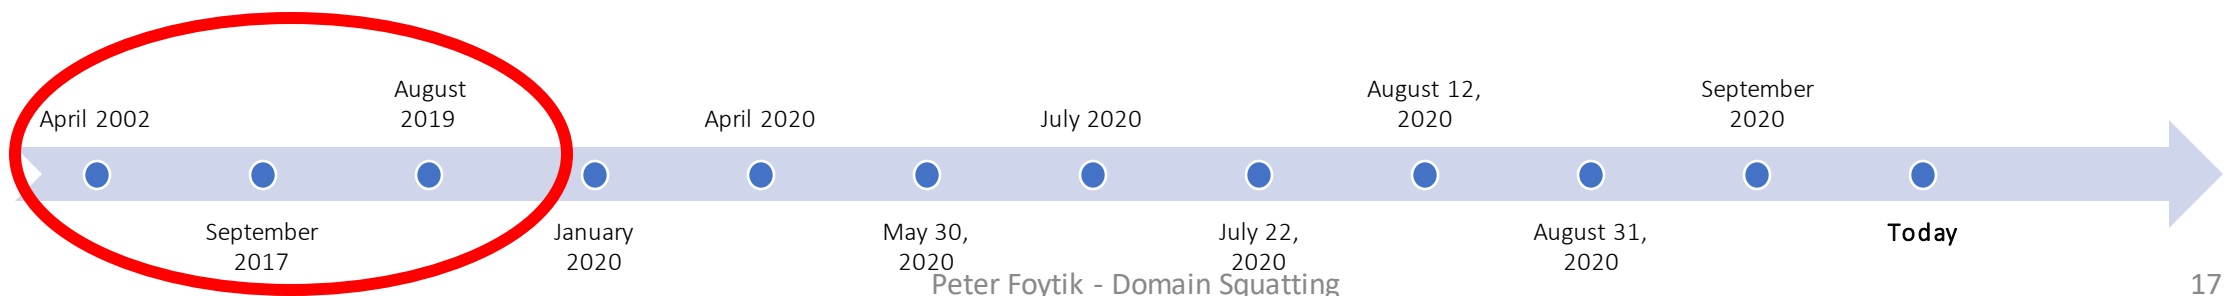 August
April 2002
2019
April 2020
July 2020
August 12,
2020
September
2020
September
2017
January
2020
May 30,
2020
July 22,
2020
August 31,
2020
Today
Peter Foytik - Domain Squatting
17